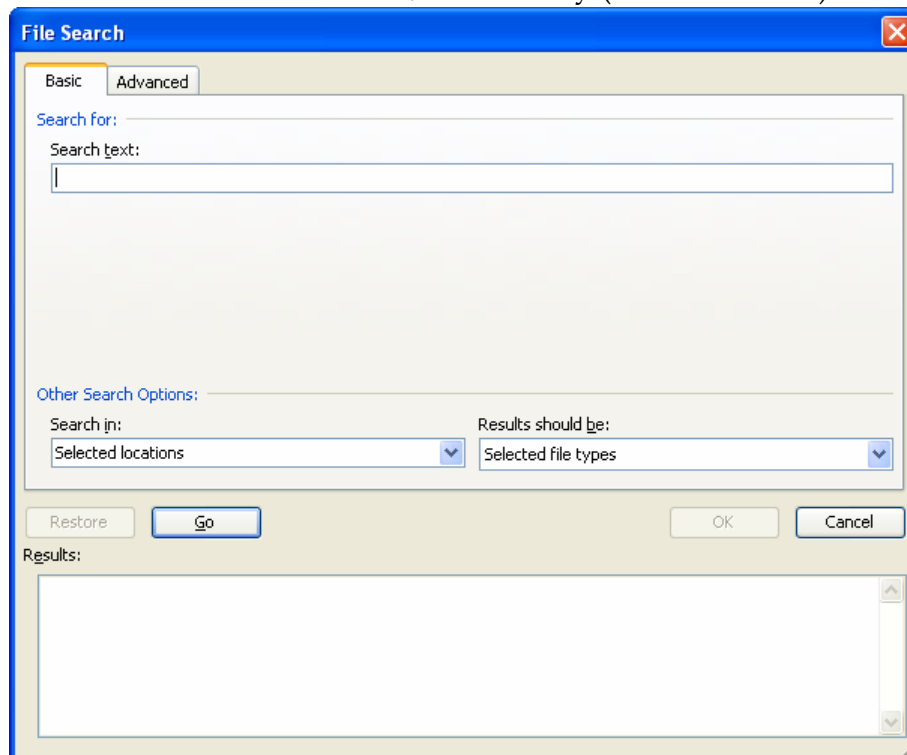 File Search
Basic Advanced
Search for:
Search text:
Other Search Options:
Search in: Results should be:
Selected locations Selected file types
Restore Go OK Cancel
Results: